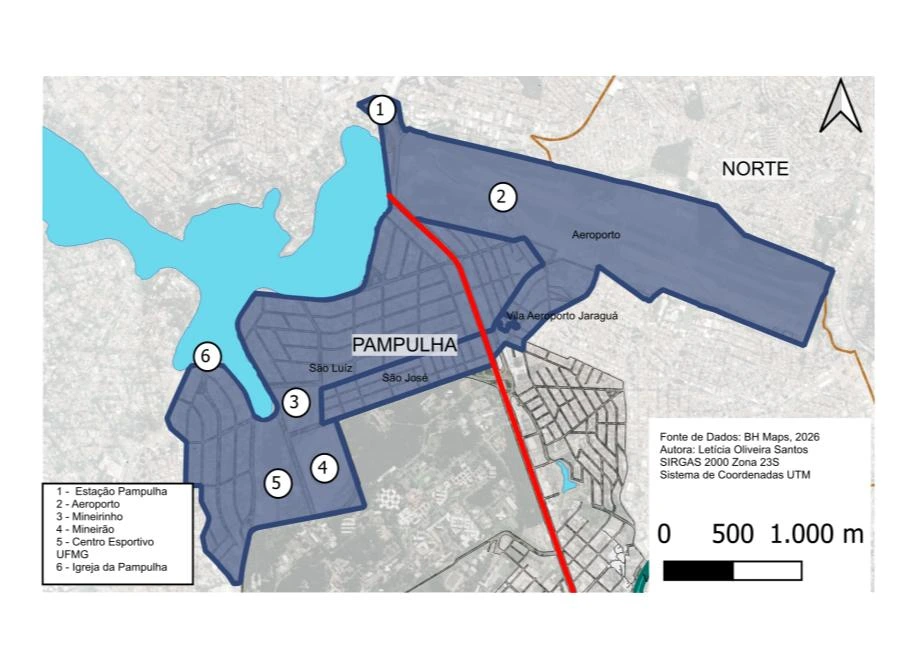 1
2
NORTE
Aeroporto
Vila Aeroporto Jaraguá
PAMPULHA
6
São Luíz
São José
3
4
5
Fonte de Dados: BH Maps, 2026
Autora: Letícia Oliveira Santos
SIRGAS 2000 Zona 23S
Sistema de Coordenadas UTM
0 500 1.000 m
1 - Estação Pampulha
2 - Aeroporto
3 - Mineirinho
4 - Mineirão
5 - Centro Esportivo
UFMG
6 - Igreja da Pampulha